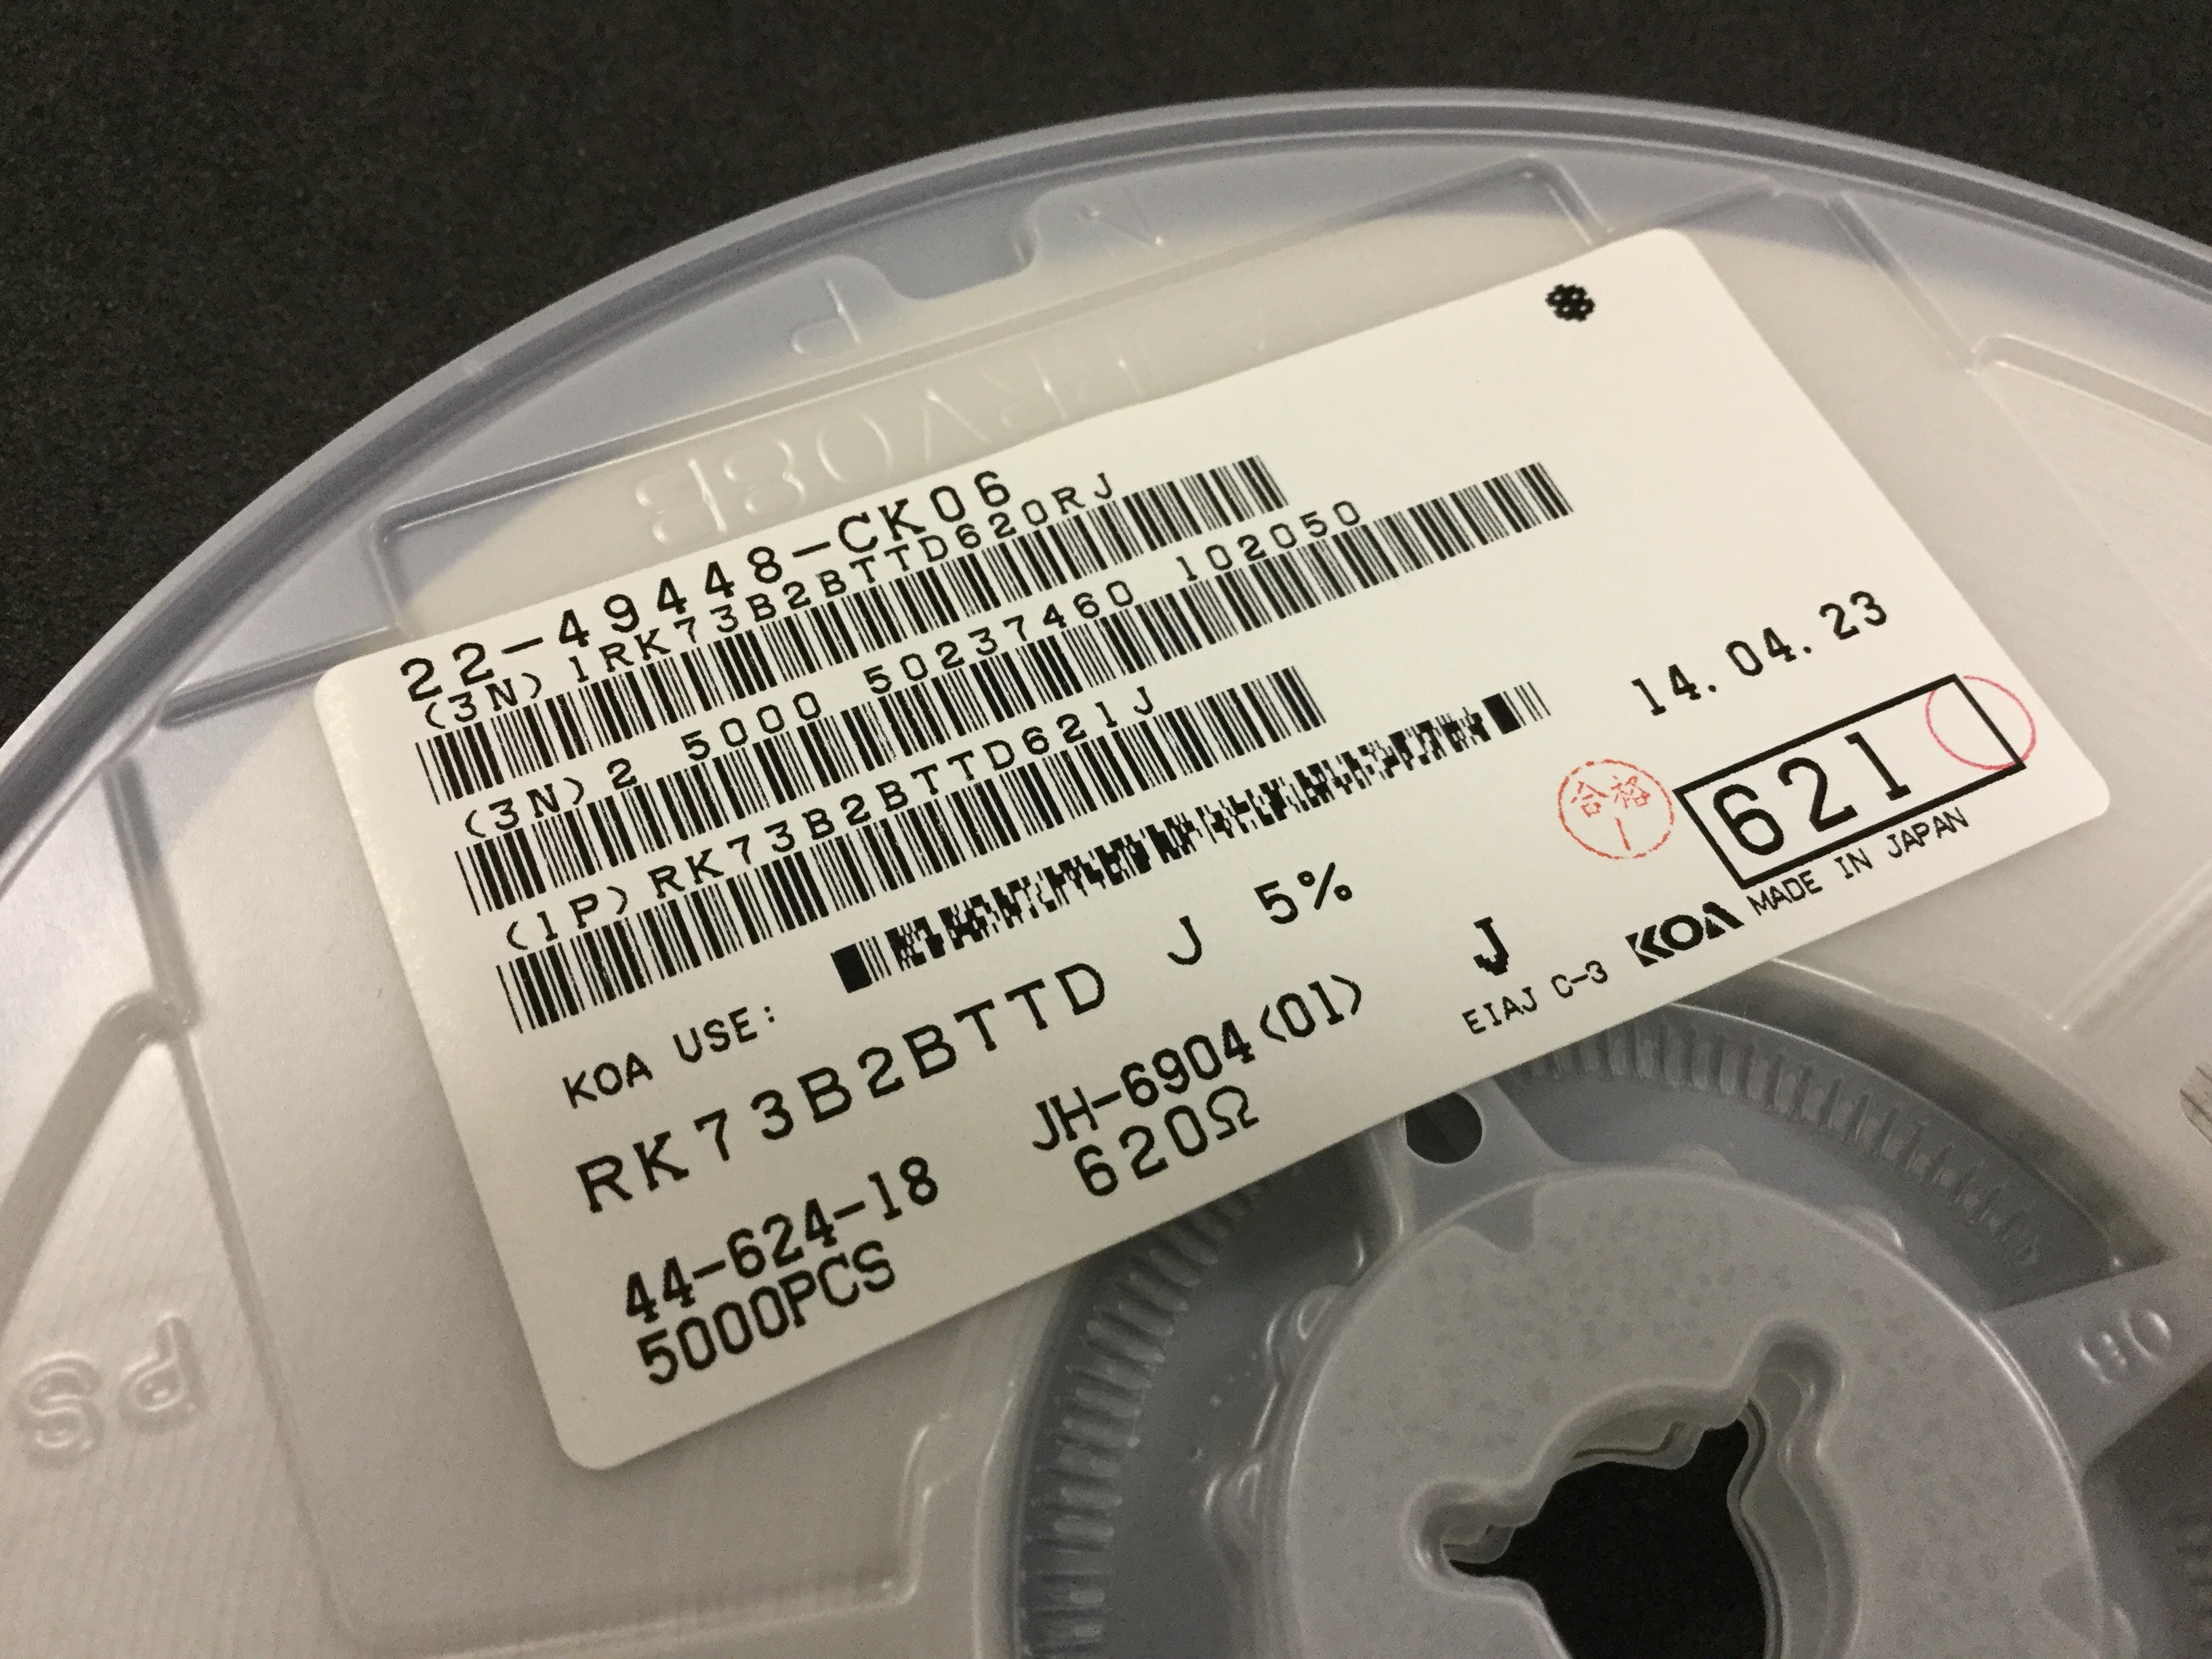 22-49448-CK06
(3N)1RK73B2BTTD620RJ
(3N)2 5000 50237460 102050
(1P)RK73B2BTTD621J
KOA USE:
RK73B2BTTD J 5%
44-624-18 JH-6904(01) J
5000PCS 620Ω
14.04.23
合格
621
EIAJ C-3 KOA MADE IN JAPAN
PS